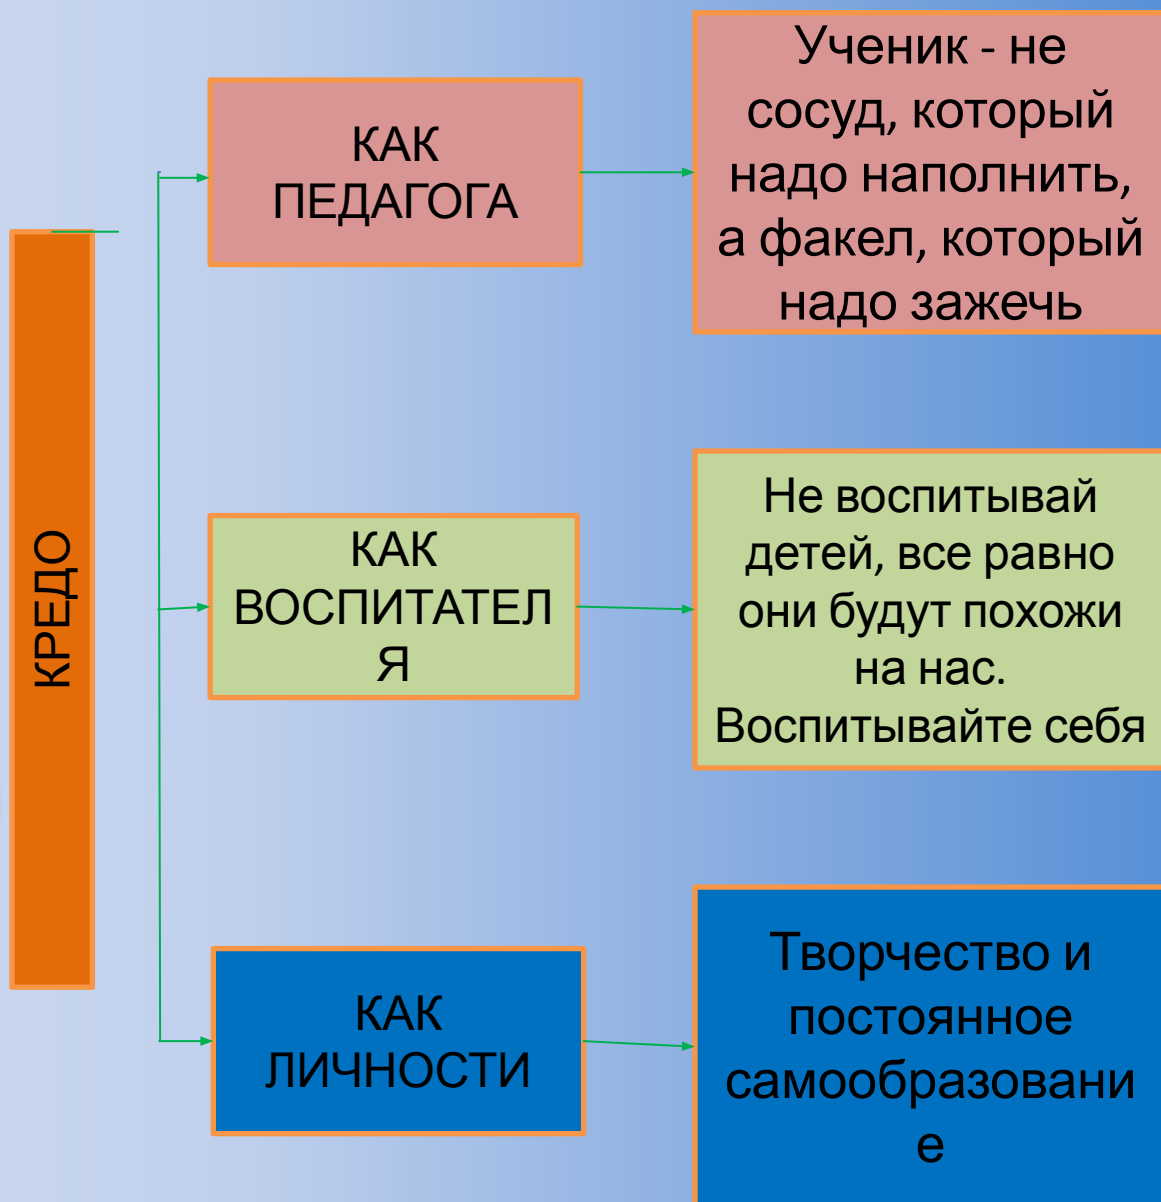 КРЕДО
КАК
ПЕДАГОГА
Ученик - не
сосуд, который
надо наполнить,
а факел, который
надо зажечь
КАК
ВОСПИТАТЕЛ
Я
Не воспитывай
детей, все равно
они будут похожи
на нас.
Воспитывайте себя
КАК
ЛИЧНОСТИ
Творчество и
постоянное
самообразовани
е